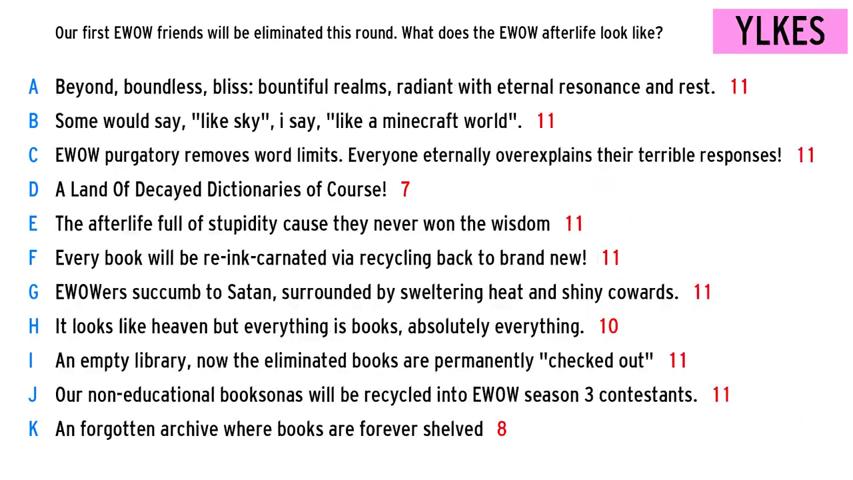 Our first EWOW friends will be eliminated this round. What does the EWOW afterlife look like?
YLKES
A Beyond, boundless, bliss: bountiful realms, radiant with eternal resonance and rest. 11
B Some would say, "like sky", i say, "like a minecraft world". 11
C EWOW purgatory removes word limits. Everyone eternally overexplains their terrible responses! 11
D A Land Of Decayed Dictionaries of Course! 7
E The afterlife full of stupidity cause they never won the wisdom 11
F Every book will be re-ink-carnated via recycling back to brand new! 11
G EWOWers succumb to Satan, surrounded by sweltering heat and shiny cowards. 11
H It looks like heaven but everything is books, absolutely everything. 10
I An empty library, now the eliminated books are permanently "checked out" 11
J Our non-educational booksonas will be recycled into EWOW season 3 contestants. 11
K An forgotten archive where books are forever shelved 8